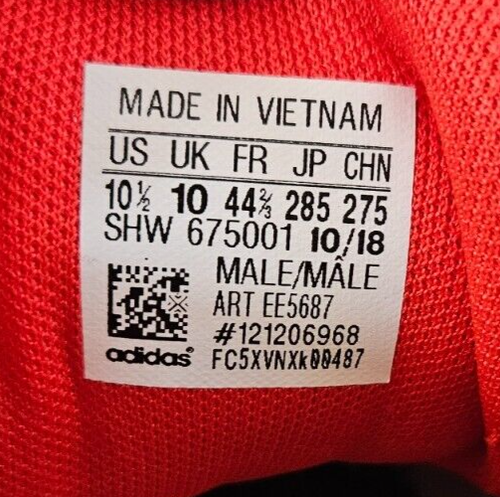 MADE IN VIETNAM
US UK FR JP CHN
10½ 10 44⅔ 285 275
SHW 675001 10/18
MALE/MÂLE
ART EE5687
#121206968
adidas FC5XVNXk00487